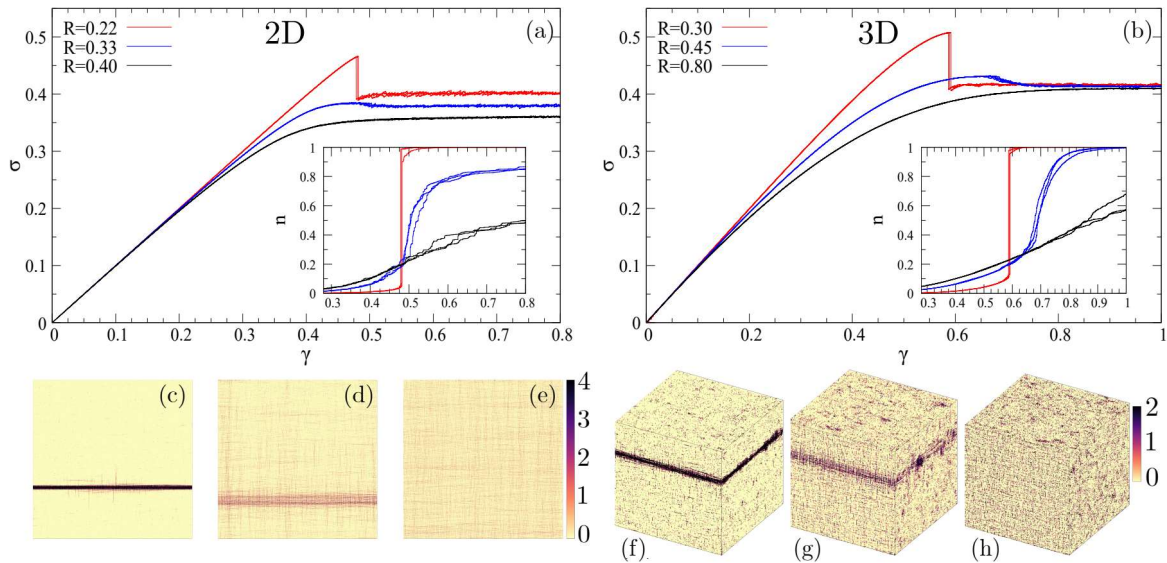 2D
(a)
R=0.22
R=0.33
R=0.40
σ
0.5
0.4
0.3
0.2
0.1
0
0 0.1 0.2 0.3 0.4 0.5 0.6 0.7 0.8
γ
n
1
0.8
0.6
0.4
0.2
0
0.3 0.4 0.5 0.6 0.7 0.8
3D
(b)
R=0.30
R=0.45
R=0.80
σ
0.5
0.4
0.3
0.2
0.1
0
0 0.2 0.4 0.6 0.8 1
γ
n
1
0.8
0.6
0.4
0.2
0
0.3 0.4 0.5 0.6 0.7 0.8 0.9 1
(c)
(d)
(e)
4
3
2
1
0
(f)
(g)
(h)
2
1
0